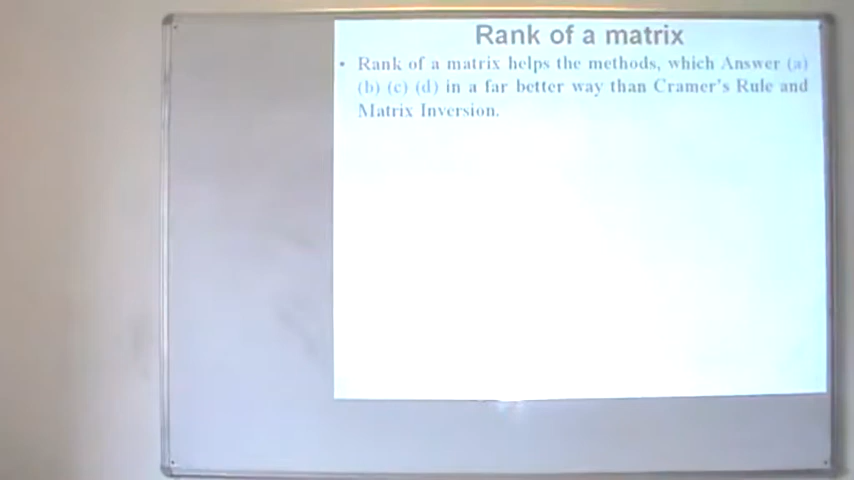 Rank of a matrix
• Rank of a matrix helps the methods, which Answer (a)
(b) (c) (d) in a far better way than Cramer's Rule and
Matrix Inversion.